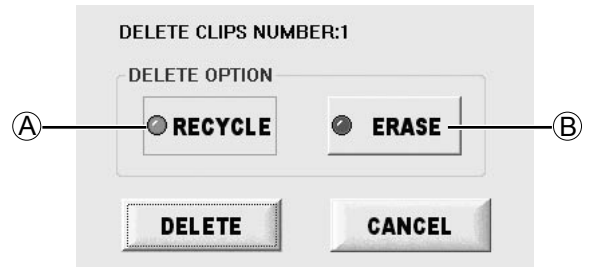 DELETE CLIPS NUMBER:1
DELETE OPTION
A RECYCLE ERASE B
DELETE CANCEL